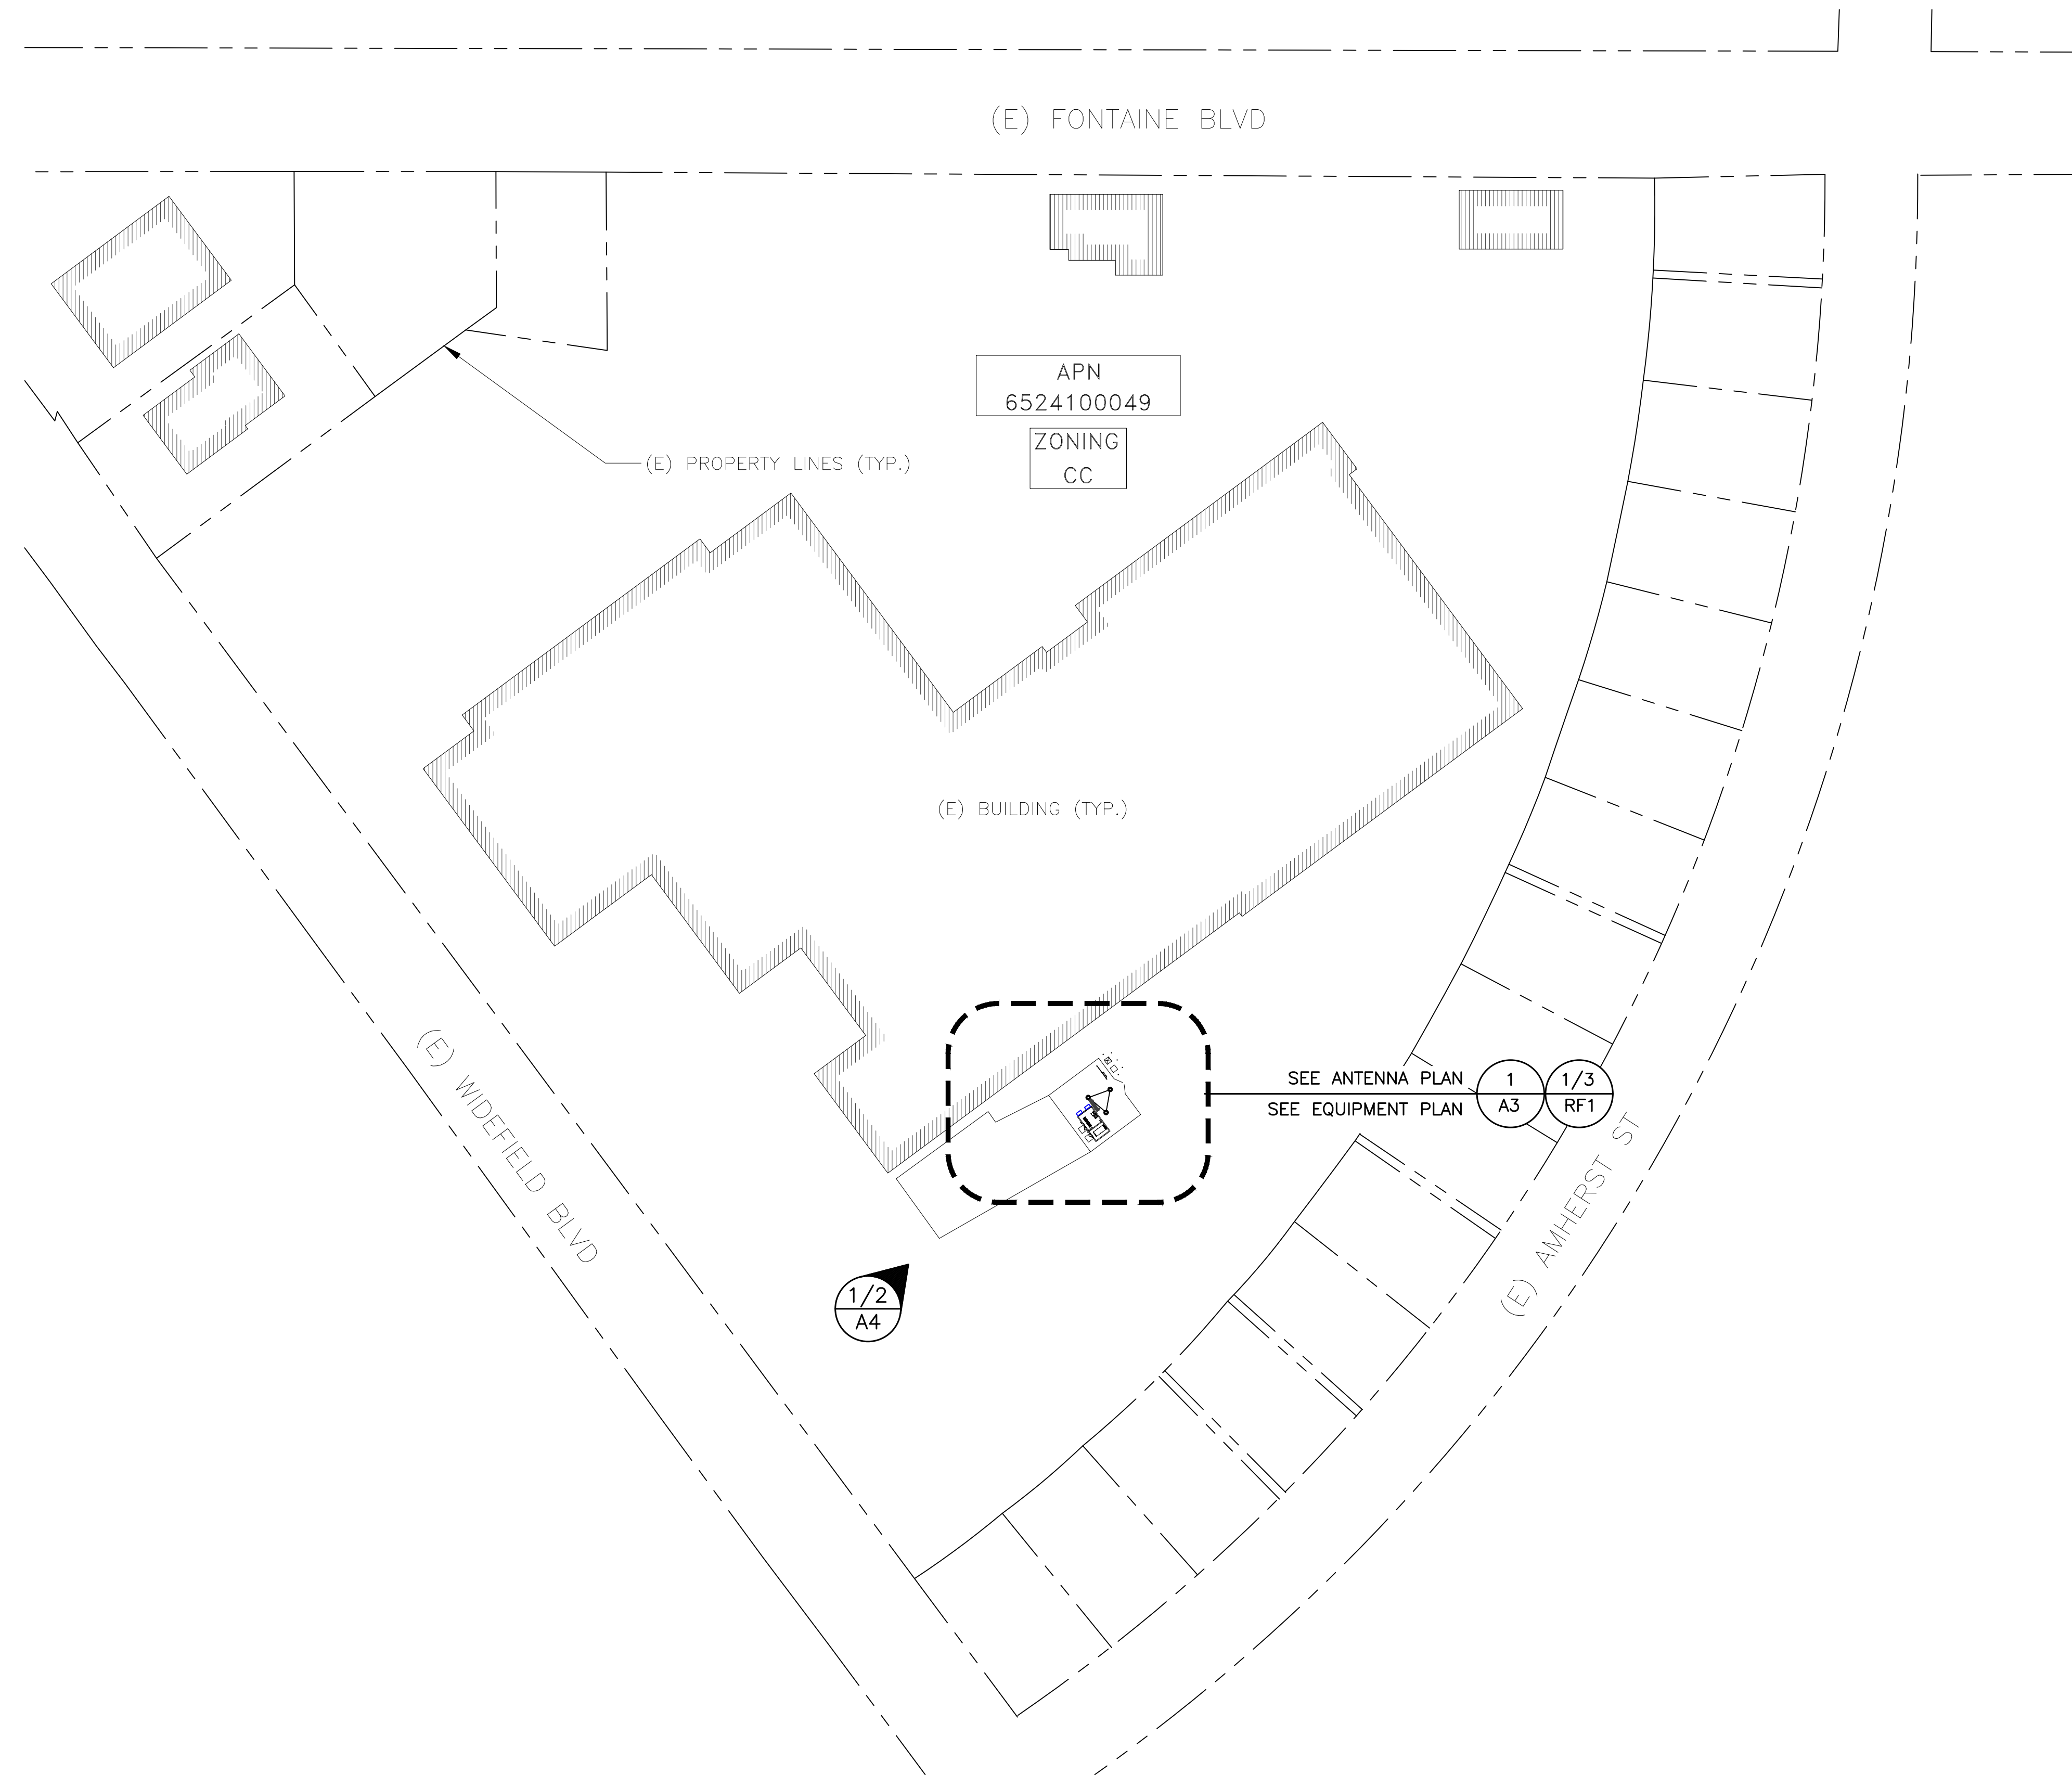 (E) FONTAINE BLVD
APN
6524100049
ZONING
CC
(E) PROPERTY LINES (TYP.)
(E) BUILDING (TYP.)
(E) WIDEFIELD BLVD
SEE ANTENNA PLAN
SEE EQUIPMENT PLAN
1
A3
1/3
RF1
(E) AMHERST ST
1/2
A4